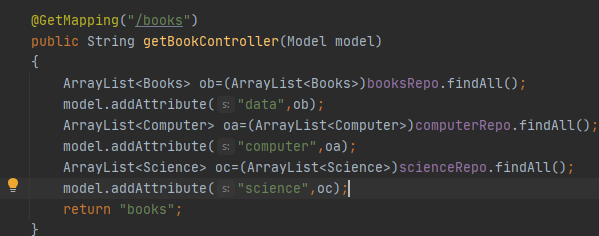 @GetMapping("/books")
public String getBookController(Model model)
{
ArrayList<Books> ob=(ArrayList<Books>)booksRepo.findAll();
model.addAttribute( s: "data",ob);
ArrayList<Computer> oa=(ArrayList<Computer>)computerRepo.findAll();
model.addAttribute( s: "computer",oa);
ArrayList<Science> oc=(ArrayList<Science>)scienceRepo.findAll();
model.addAttribute( s: "science",oc);
return "books";
}